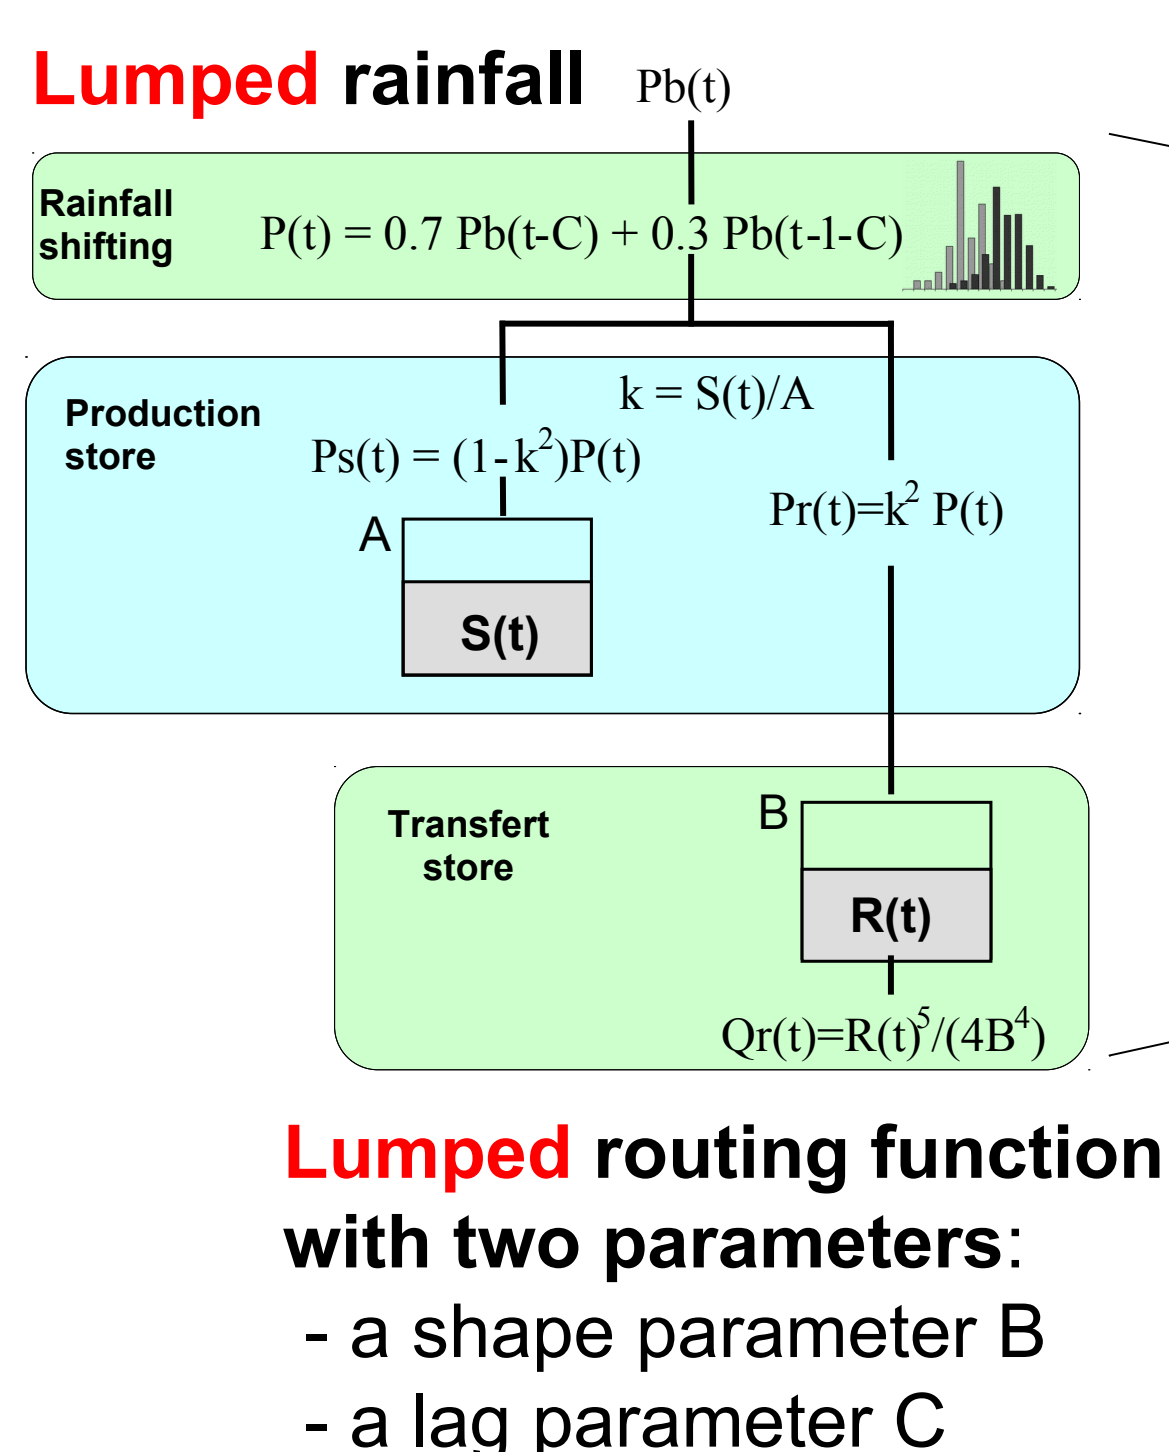 Lumped rainfall Pb(t)
Rainfall
shifting
P(t) = 0.7 Pb(t-C) + 0.3 Pb(t-1-C)
k = S(t)/A
Production
store
Ps(t) = (1-k²)P(t)
Pr(t)=k² P(t)
A
S(t)
Transfert
store
B
R(t)
Qr(t)=R(t)⁵/(4B⁴)
Lumped routing function
with two parameters:
- a shape parameter B
- a lag parameter C